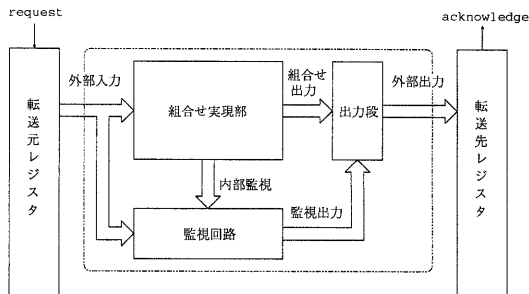 request
acknowledge
外部入力
組合せ
出力
外部出力
転送元レジスタ
組合せ実現部
出力段
転送先レジスタ
内部監視
監視出力
監視回路